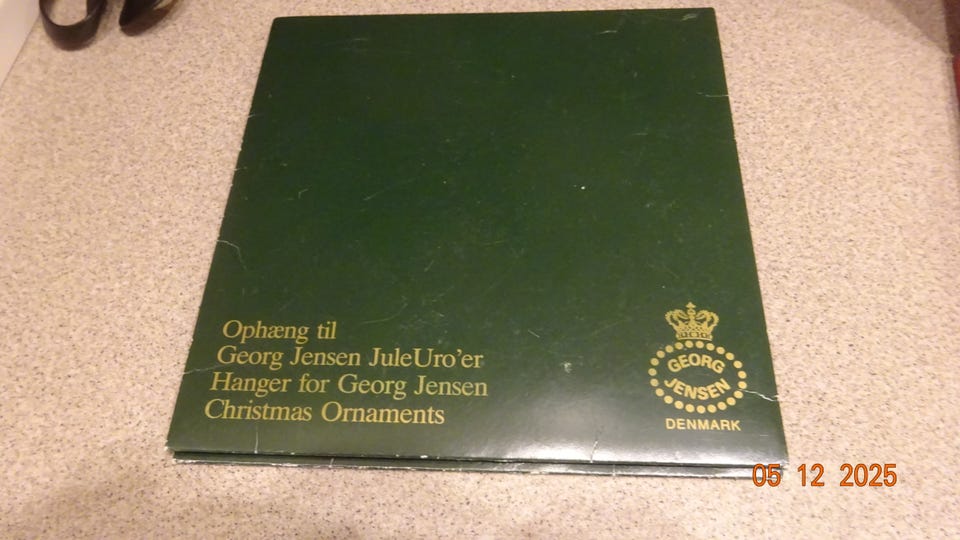 Ophæng til
Georg Jensen JuleUro'er
Hanger for Georg Jensen
Christmas Ornaments
GEORG
JENSEN
DENMARK
05 12 2025